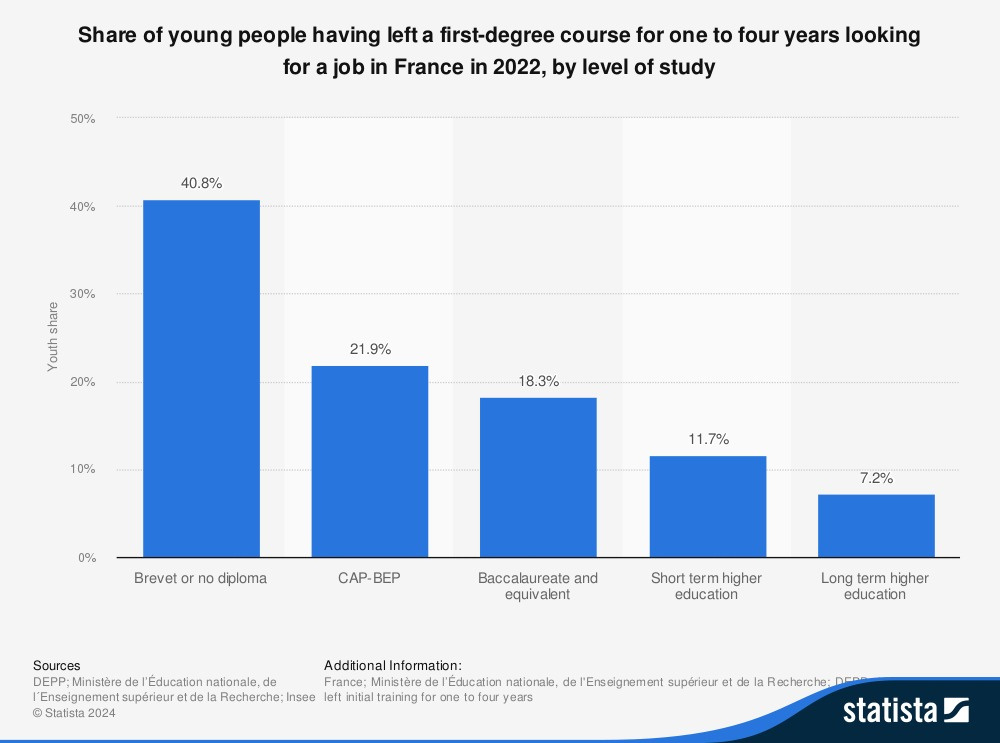 Share of young people having left a first-degree course for one to four years looking
for a job in France in 2022, by level of study
50%
40%
30%
20%
10%
0%
Youth share
40.8%
21.9%
18.3%
11.7%
7.2%
Brevet or no diploma
CAP-BEP
Baccalaureate and
equivalent
Short term higher
education
Long term higher
education
Sources
DEPP; Ministère de l'Éducation nationale, de
l´Enseignement supérieur et de la Recherche; Insee
© Statista 2024
Additional Information:
France; Ministère de l'Éducation nationale, de l'Enseignement supérieur et de la Recherche;
left initial training for one to four years
statista